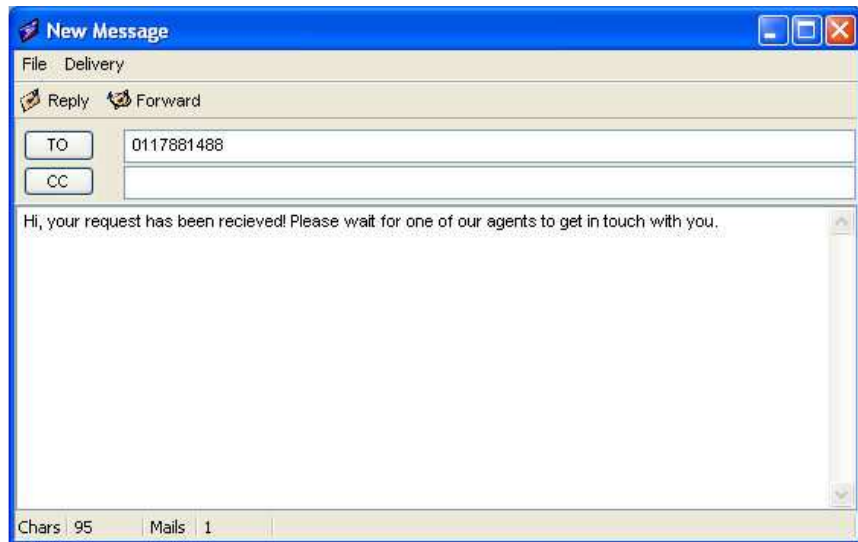 New Message
File Delivery
Reply Forward
TO 0117881488
CC
Hi, your request has been recieved! Please wait for one of our agents to get in touch with you.
Chars 95 Mails 1